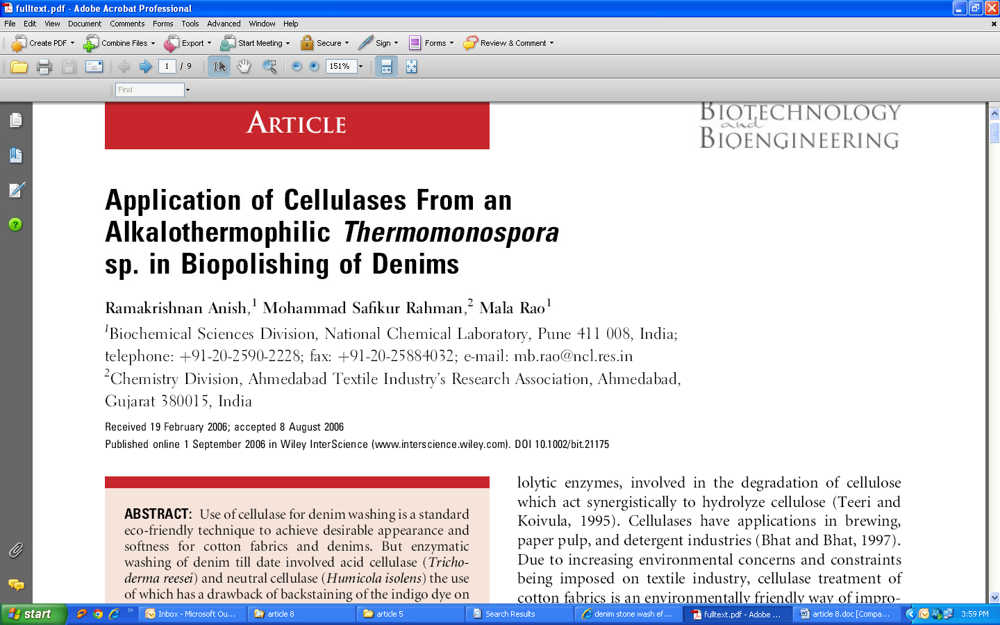 fulltext.pdf - Adobe Acrobat Professional
File Edit View Document Comments Forms Tools Advanced Window Help
Create PDF Combine Files Export Start Meeting Secure Sign Forms Review & Comment
1 / 9 151%
Find
ARTICLE
BIOTECHNOLOGY
and
BIOENGINEERING
Application of Cellulases From an
Alkalothermophilic Thermomonospora
sp. in Biopolishing of Denims
Ramakrishnan Anish,1 Mohammad Safikur Rahman,2 Mala Rao1
1Biochemical Sciences Division, National Chemical Laboratory, Pune 411 008, India;
telephone: +91-20-2590-2228; fax: +91-20-25884032; e-mail: mb.rao@ncl.res.in
2Chemistry Division, Ahmedabad Textile Industry's Research Association, Ahmedabad,
Gujarat 380015, India
Received 19 February 2006; accepted 8 August 2006
Published online 1 September 2006 in Wiley InterScience (www.interscience.wiley.com). DOI 10.1002/bit.21175
ABSTRACT: Use of cellulase for denim washing is a standard
eco-friendly technique to achieve desirable appearance and
softness for cotton fabrics and denims. But enzymatic
washing of denim till date involved acid cellulase (Tricho-
derma reesei) and neutral cellulase (Humicola isolens) the use
of which has a drawback of backstaining of the indigo dye on
lolytic enzymes, involved in the degradation of cellulose
which act synergistically to hydrolyze cellulose (Teeri and
Koivula, 1995). Cellulases have applications in brewing,
paper pulp, and detergent industries (Bhat and Bhat, 1997).
Due to increasing environmental concerns and constraints
being imposed on textile industry, cellulase treatment of
cotton fabrics is an environmentally friendly way of impro-
start Inbox - Microsoft Ou... article 8 article 5 Search Results denim stone wash ef... fulltext.pdf - Adobe ... article 8.doc [Compa... 3:59 PM